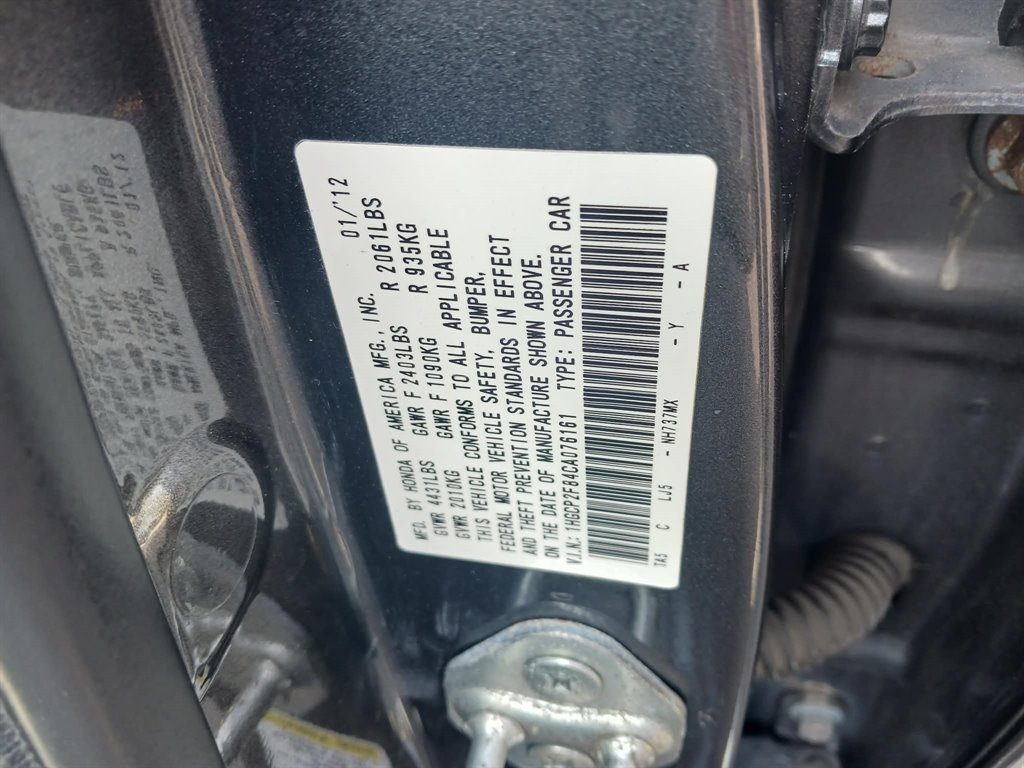 MFD. BY HONDA OF AMERICA MFG., INC. 01/'12
GVWR 4431LBS GAWR F 2403LBS R 2061LBS
GVWR 2010KG GAWR F 1090KG R 935KG
THIS VEHICLE CONFORMS TO ALL APPLICABLE
FEDERAL MOTOR VEHICLE SAFETY, BUMPER,
AND THEFT PREVENTION STANDARDS IN EFFECT
ON THE DATE OF MANUFACTURE SHOWN ABOVE.
V.I.N.: 1HGCP2F84CA076161 TYPE: PASSENGER CAR
TA5 C LJ5 - NH737MX - Y - A